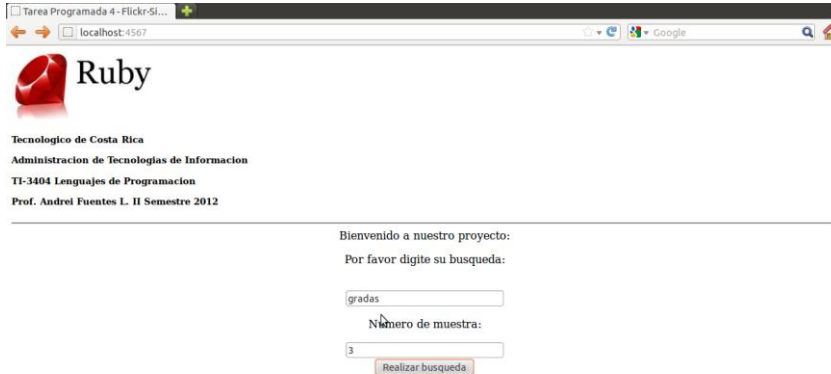 Tarea Programada 4 - Flickr-Si...
localhost:4567
Google
Ruby
Tecnologico de Costa Rica
Administracion de Tecnologias de Informacion
TI-3404 Lenguajes de Programacion
Prof. Andrei Fuentes L. II Semestre 2012
Bienvenido a nuestro proyecto:
Por favor digite su busqueda:
gradas
Numero de muestra:
3
Realizar busqueda